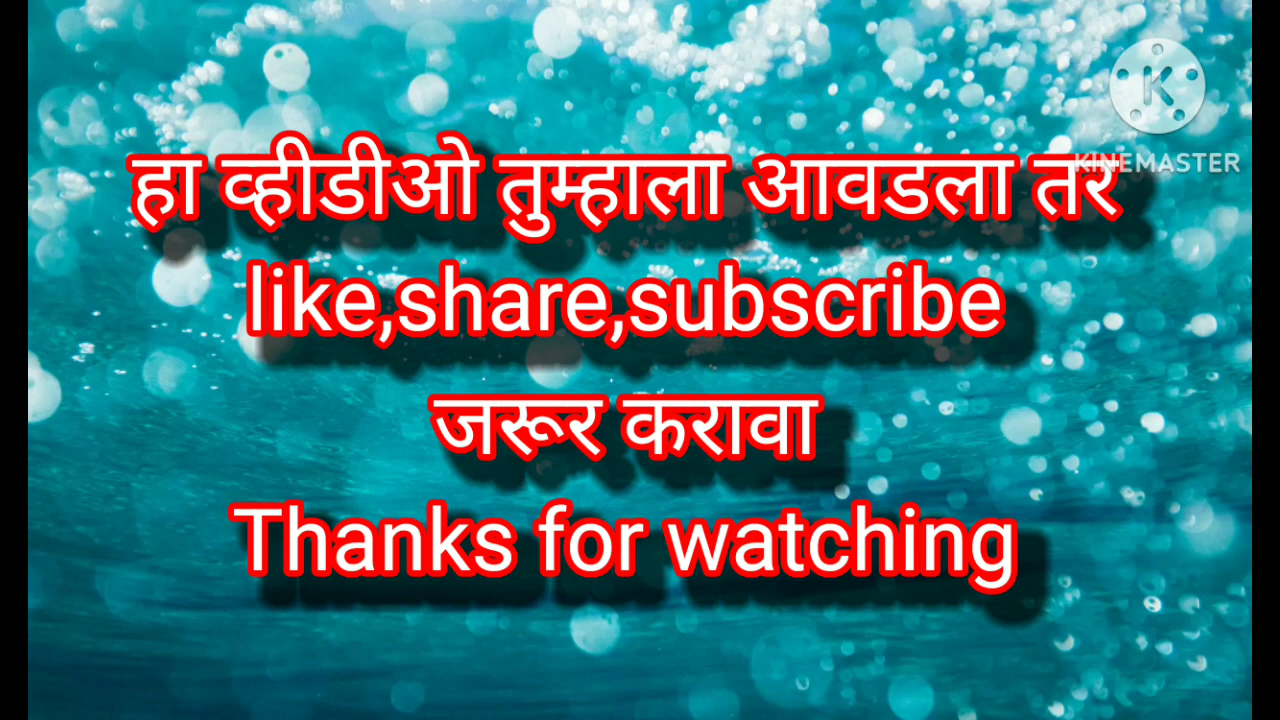 हा व्हीडीओ तुम्हाला आवडला तर
like,share,subscribe
जरूर करावा
Thanks for watching
K
KINEMASTER